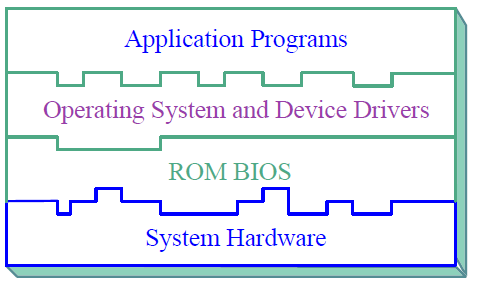 Application Programs
Operating System and Device Drivers
ROM BIOS
System Hardware